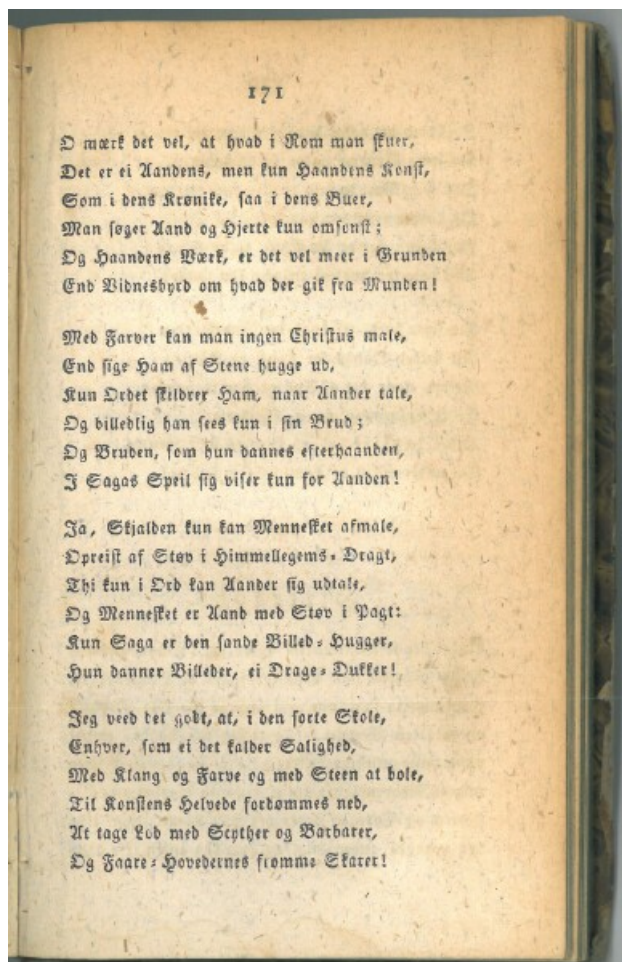 171
O mærk det vel, at hvad i Rom man skuer,
Det er ei Aandens, men kun Haandens Konst,
Som i dens Krønike, saa i dens Buer,
Man søger Aand og Hjerte kun omsonst;
Og Haandens Værk, er det vel meer i Grunden
End Vidnesbyrd om hvad der gik fra Munden!
Med Farver kan man ingen Christus male,
End sige Ham af Stene hugge ud,
Kun Ordet skildrer Ham, naar Aander tale,
Og billedlig han sees kun i sin Brud;
Og Bruden, som hun dannes efterhaanden,
I Sagas Speil sig viser kun for Aanden!
Ja, Skjalden kun kan Mennesket afmale,
Opreist af Støv i Himmellegems-Dragt,
Thi kun i Ord kan Aander sig udtale,
Og Mennesket er Aand med Støv i Pagt:
Kun Saga er den sande Billed-Hugger,
Hun danner Billeder, ei Drage-Dukker!
Jeg veed det godt, at, i den sorte Skole,
Enhver, som ei det kalder Salighed,
Med Klang og Farve og med Steen at bole,
Til Konstens Helvede fordømmes ned,
At tage Lod med Scyther og Barbarer,
Og Faare-Hovedernes fromme Skarer!